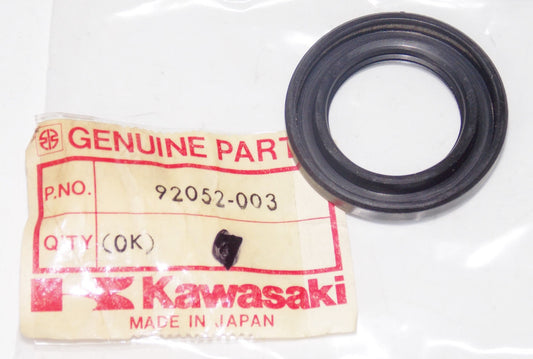 GENUINE PART
P.NO. 92052-003
Q'TY (OK)
Kawasaki
MADE IN JAPAN